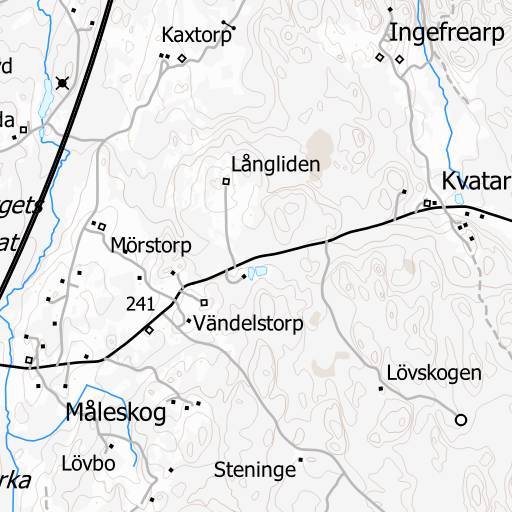 Kaxtorp
Ingefrearp
Långliden
Kvatar
Mörstorp
241
Vändelstorp
Lövskogen
Måleskog
Lövbo
Steninge